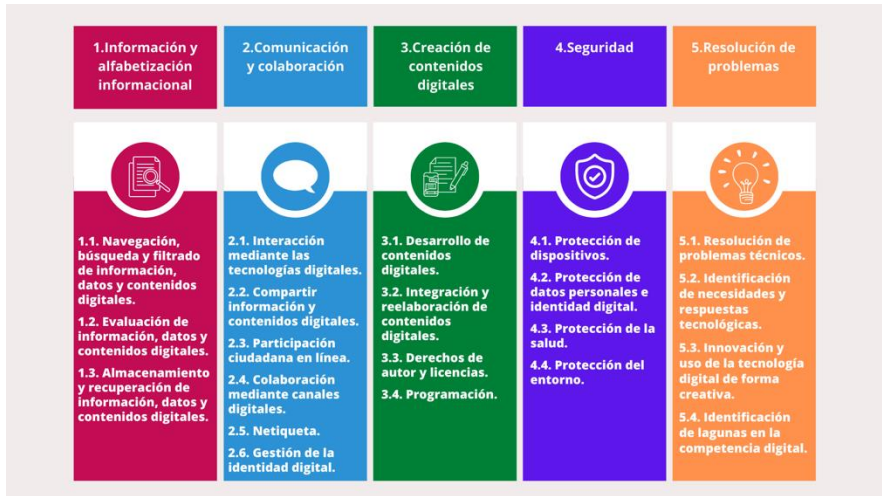 1.Información y
alfabetización
informacional
2.Comunicación
y colaboración
3.Creación de
contenidos
digitales
4.Seguridad
5.Resolución de
problemas
1.1. Navegación,
búsqueda y filtrado
de información,
datos y contenidos
digitales.
1.2. Evaluación de
información, datos y
contenidos digitales.
1.3. Almacenamiento
y recuperación de
información, datos y
contenidos digitales.
2.1. Interacción
mediante las
tecnologías digitales.
2.2. Compartir
información y
contenidos digitales.
2.3. Participación
ciudadana en línea.
2.4. Colaboración
mediante canales
digitales.
2.5. Netiqueta.
2.6. Gestión de la
identidad digital.
3.1. Desarrollo de
contenidos
digitales.
3.2. Integración y
reelaboración de
contenidos
digitales.
3.3. Derechos de
autor y licencias.
3.4. Programación.
4.1. Protección de
dispositivos.
4.2. Protección de
datos personales e
identidad digital.
4.3. Protección de la
salud.
4.4. Protección del
entorno.
5.1. Resolución de
problemas técnicos.
5.2. Identificación
de necesidades y
respuestas
tecnológicas.
5.3. Innovación y
uso de la tecnología
digital de forma
creativa.
5.4. Identificación
de lagunas en la
competencia digital.